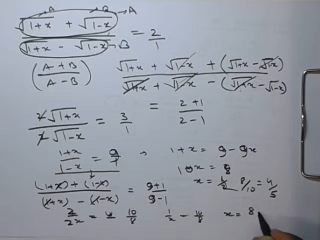 A B → A
√1+x + √1-x
√1+x - √1-x → B = 2/1
(A+B / A-B)
√1+x + √1-x + (√1+x - √1-x)
√1+x + √1-x - (√1+x - √1-x)
= 2+1 / 2-1
2√1+x / 2√1-x = 3/1
1+x / 1-x = 9/1
1+x = 9-9x
x = 8/10 = 4/5
(1+x) + (1-x) / (1+x) - (1-x) = 9+1 / 9-1
2/2x = 10/8
x = 8